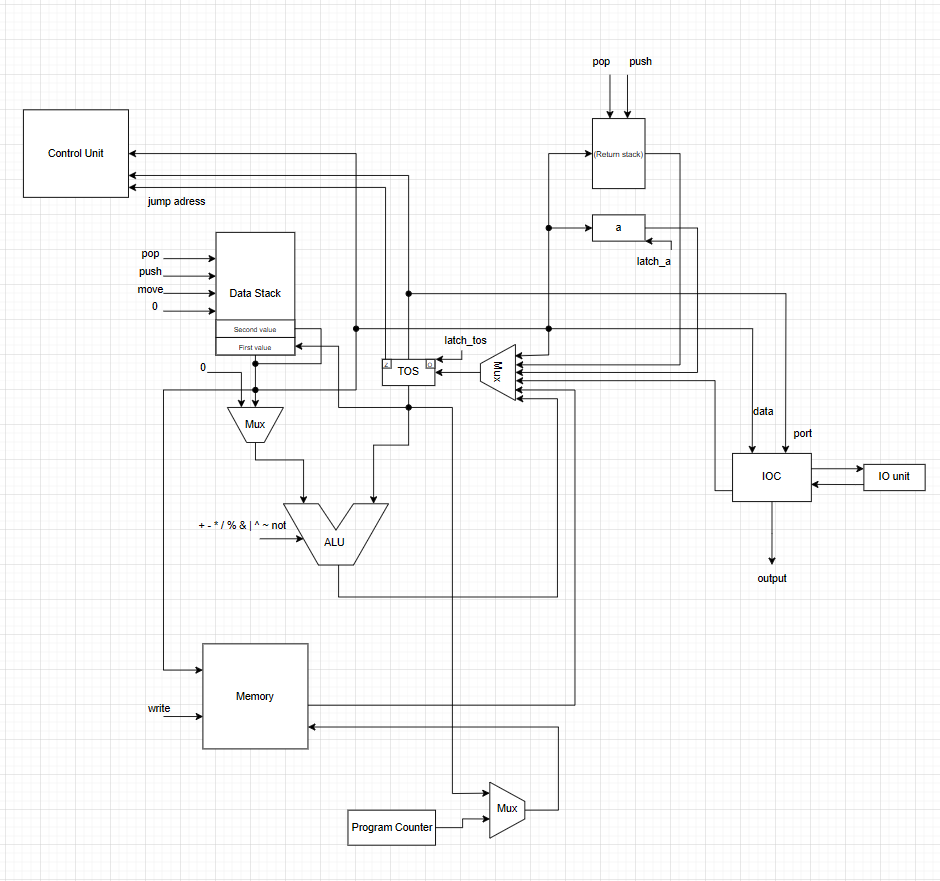 pop
push
Control Unit
(Return stack)
jump adress
a
latch_a
pop
push
move
0
Data Stack
Second value
First value
latch_tos
0
Z
TOS
Mux
Mux
data
port
IOC
IO unit
+ - * / % & | ^ ~ not
ALU
output
Memory
write
Mux
Program Counter